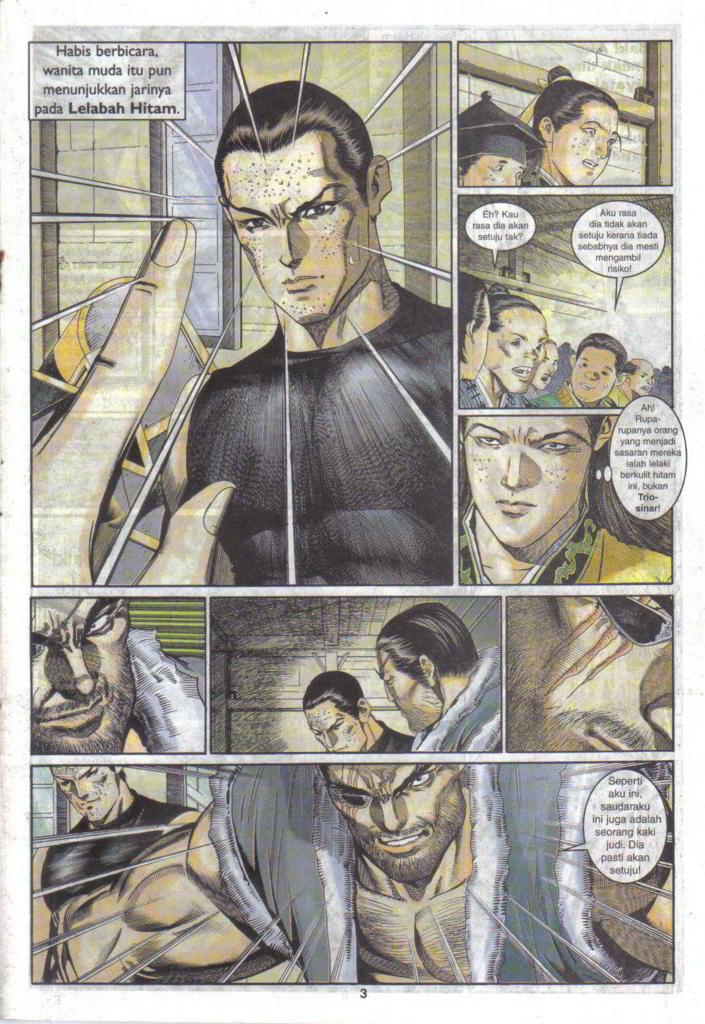 Habis berbicara,
wanita muda itu pun
menunjukkan jarinya
pada Lelabah Hitam.
Eh? Kau
rasa dia akan
setuju tak?
Aku rasa
dia tidak akan
setuju kerana tiada
sebabnya dia mesti
mengambil
risiko!
Ah!
Rupa-
rupanya orang
yang menjadi
sasaran mereka
ialah lelaki
berkulit hitam
ini, bukan
Trio-
sinar!
Seperti
aku ini,
saudaraku
ini juga adalah
seorang kaki
judi. Dia
pasti akan
setuju!
3